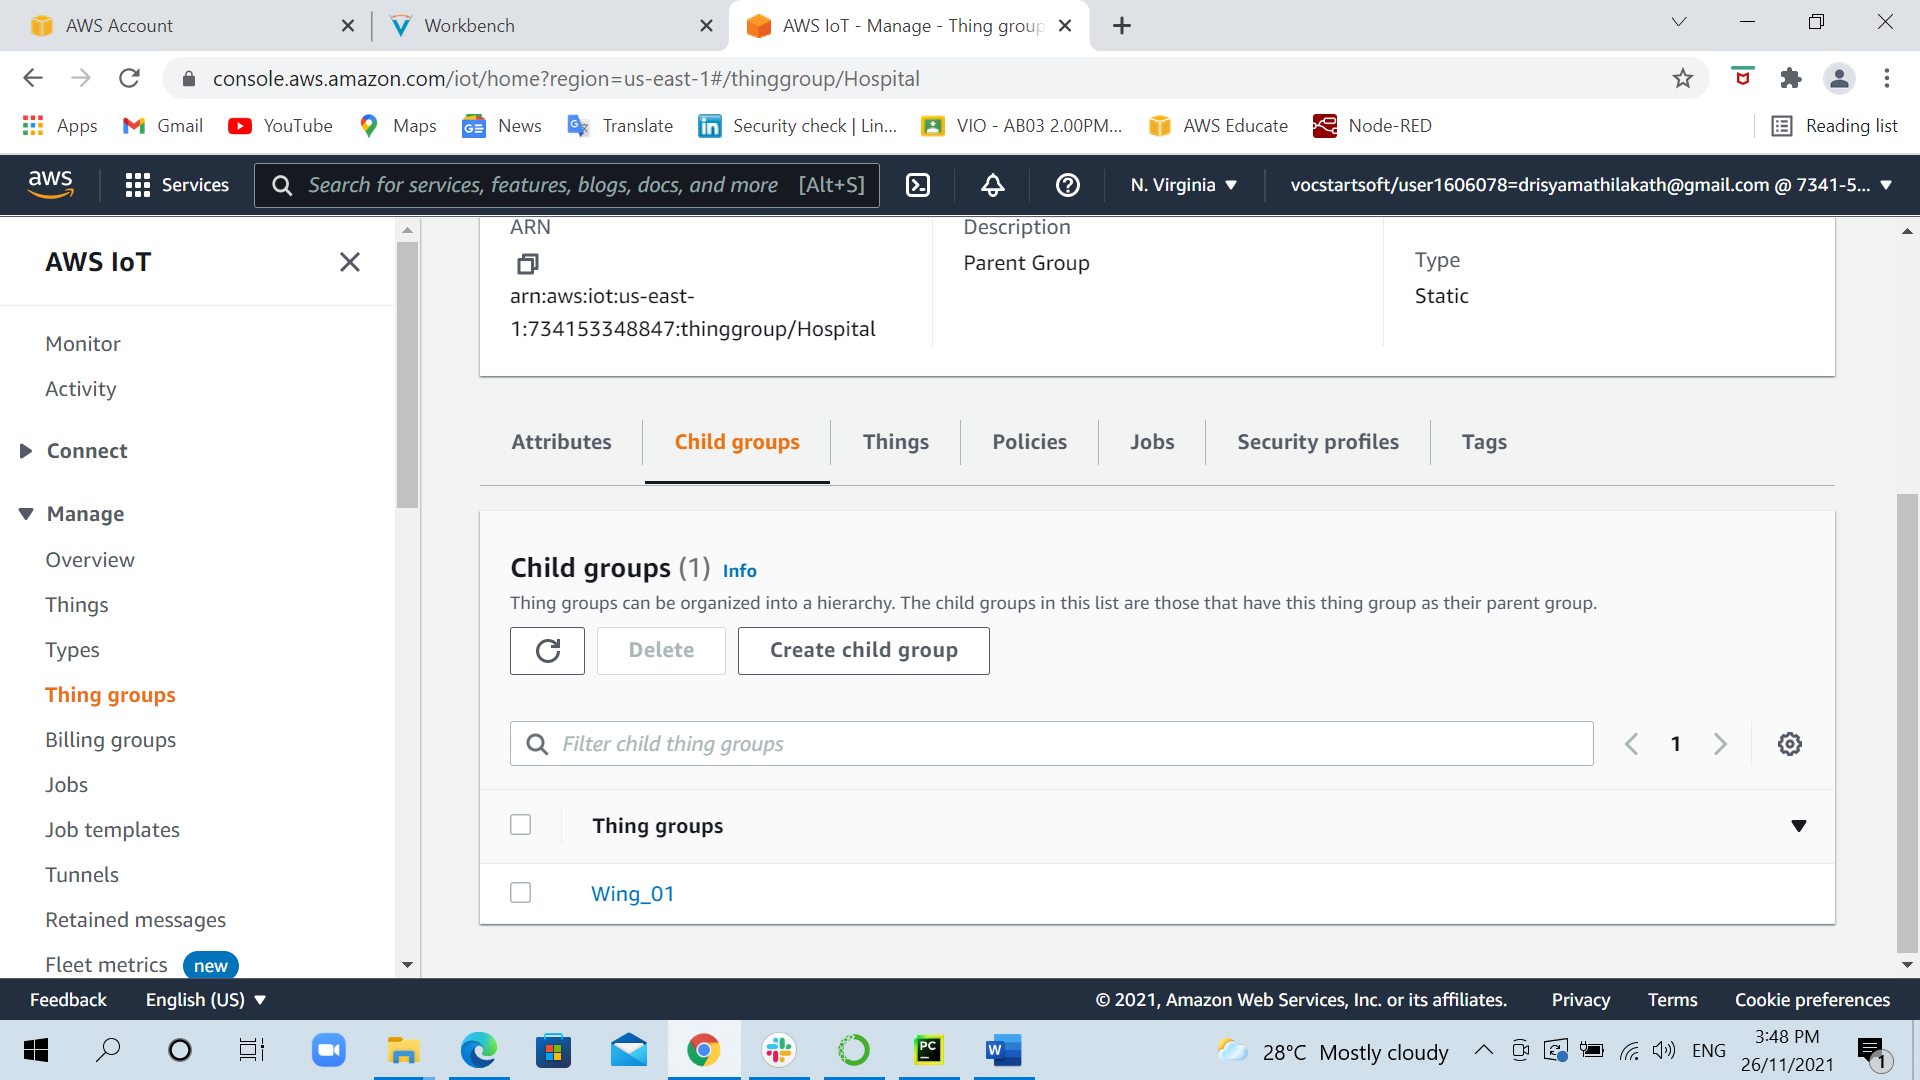 AWS Account
Workbench
AWS IoT - Manage - Thing group
console.aws.amazon.com/iot/home?region=us-east-1#/thinggroup/Hospital
Apps
Gmail
YouTube
Maps
News
Translate
Security check | Lin...
VIO - AB03 2.00PM...
AWS Educate
Node-RED
Reading list
aws
Services
Search for services, features, blogs, docs, and more [Alt+S]
N. Virginia
vocstartsoft/user1606078=drisyamathilakath@gmail.com @ 7341-5...
AWS IoT
Monitor
Activity
Connect
Manage
Overview
Things
Types
Thing groups
Billing groups
Jobs
Job templates
Tunnels
Retained messages
Fleet metrics new
ARN
arn:aws:iot:us-east-
1:734153348847:thinggroup/Hospital
Description
Parent Group
Type
Static
Attributes
Child groups
Things
Policies
Jobs
Security profiles
Tags
Child groups (1) Info
Thing groups can be organized into a hierarchy. The child groups in this list are those that have this thing group as their parent group.
Delete
Create child group
Filter child thing groups
1
Thing groups
Wing_01
Feedback
English (US)
© 2021, Amazon Web Services, Inc. or its affiliates.
Privacy
Terms
Cookie preferences
PC
W
28°C Mostly cloudy
ENG
3:48 PM
26/11/2021
1